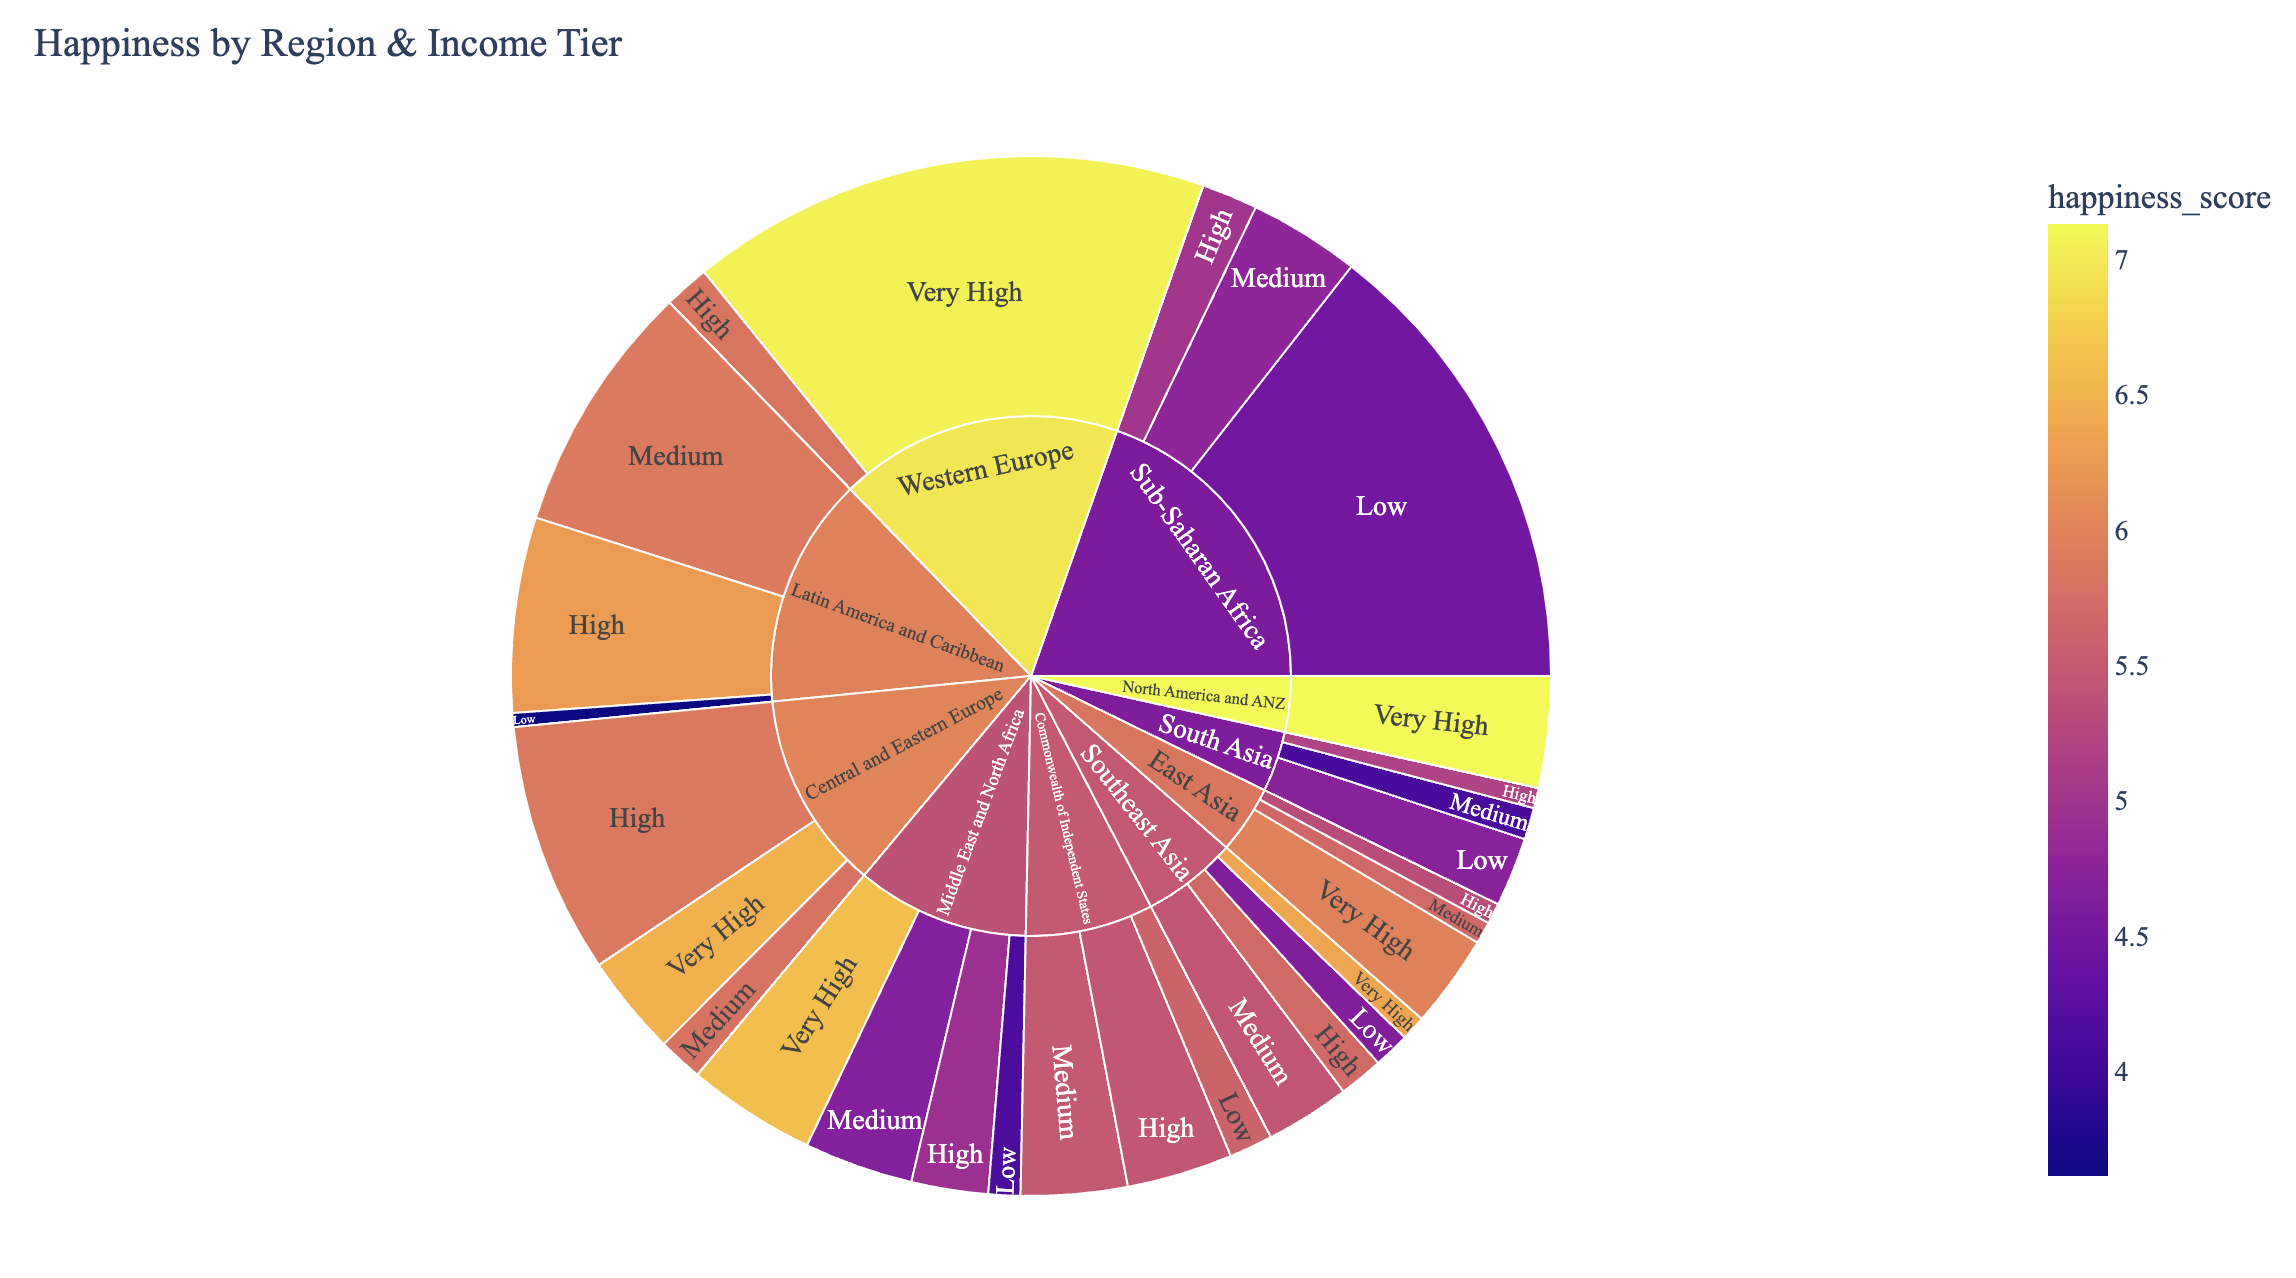 Happiness by Region & Income Tier
happiness_score
7
6.5
6
5.5
5
4.5
4
Western Europe
Very High
High
Sub-Saharan Africa
High
Medium
Low
Latin America and Caribbean
Medium
High
Low
Central and Eastern Europe
High
Very High
Medium
Middle East and North Africa
Very High
Medium
High
Low
Commonwealth of Independent States
Medium
High
Low
Southeast Asia
Medium
High
Low
Very High
East Asia
Very High
Medium
High
South Asia
Low
Medium
High
North America and ANZ
Very High